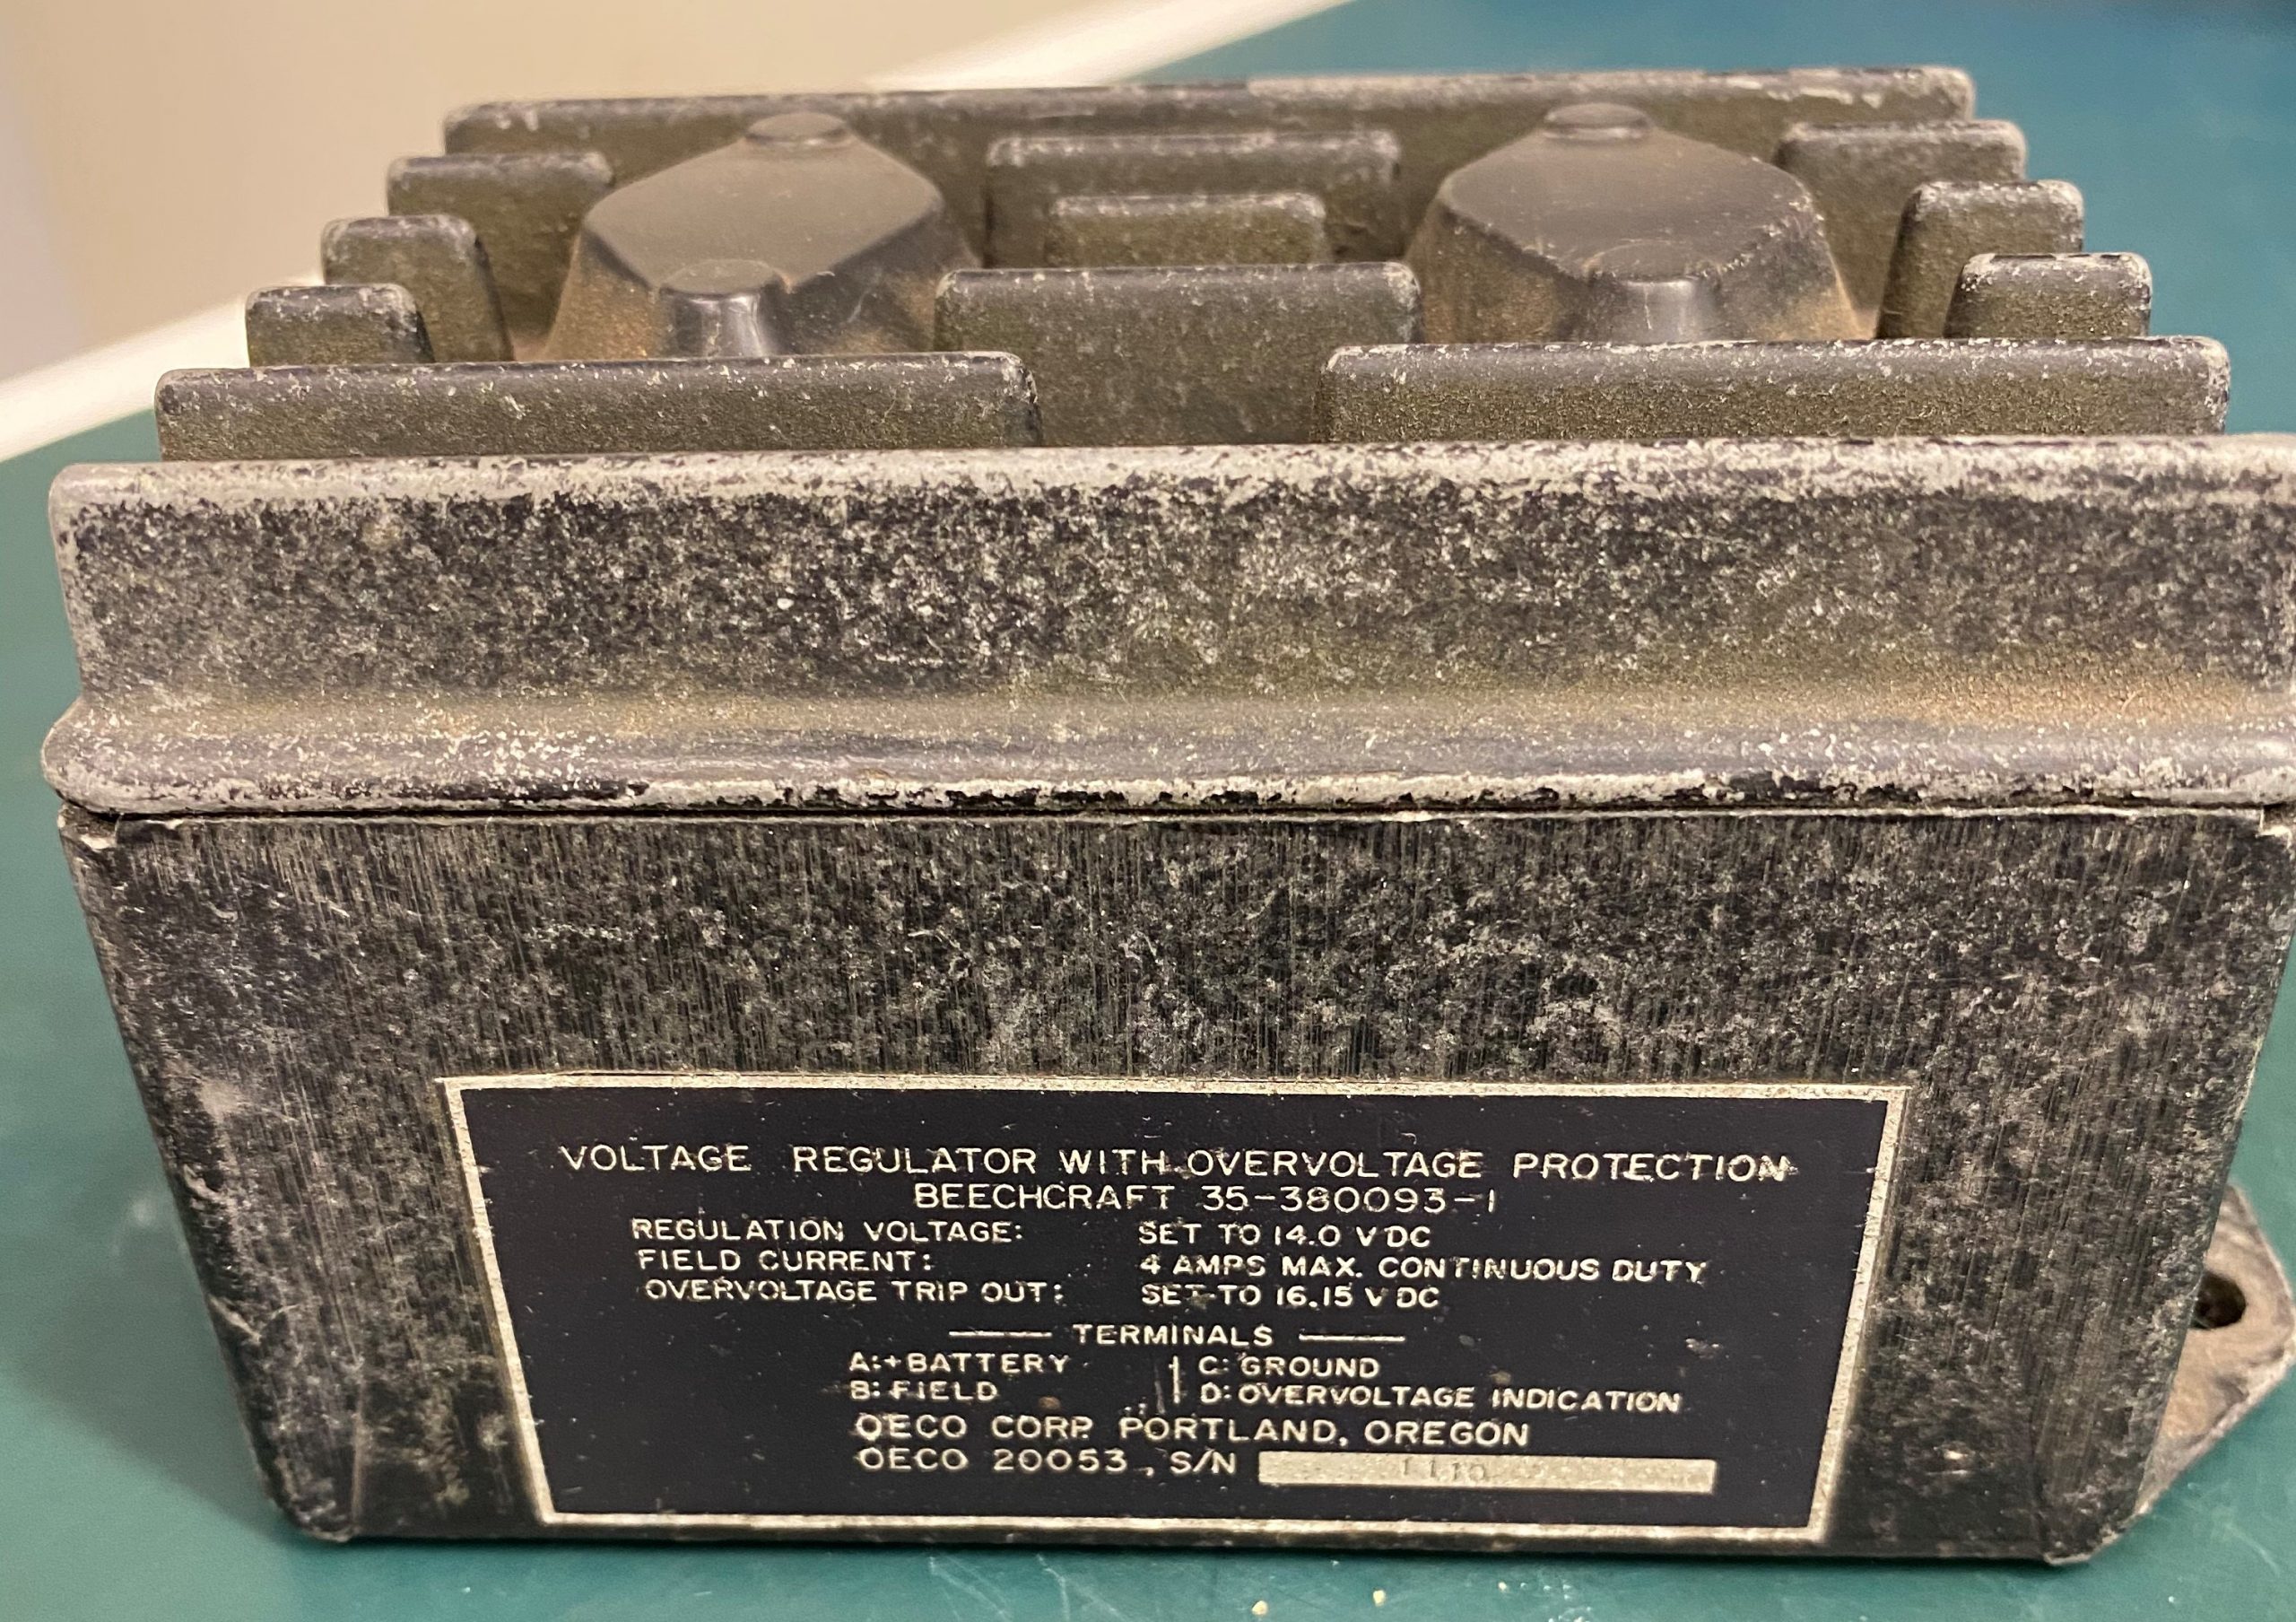 VOLTAGE REGULATOR WITH OVERVOLTAGE PROTECTION
BEECHCRAFT 35-380093-1
REGULATION VOLTAGE: SET TO 14.0 V DC
FIELD CURRENT: 4 AMPS MAX. CONTINUOUS DUTY
OVERVOLTAGE TRIP OUT: SET TO 16.15 V DC
TERMINALS
A:+BATTERY C: GROUND
B: FIELD D: OVERVOLTAGE INDICATION
OECO CORP. PORTLAND, OREGON
OECO 20053, S/N